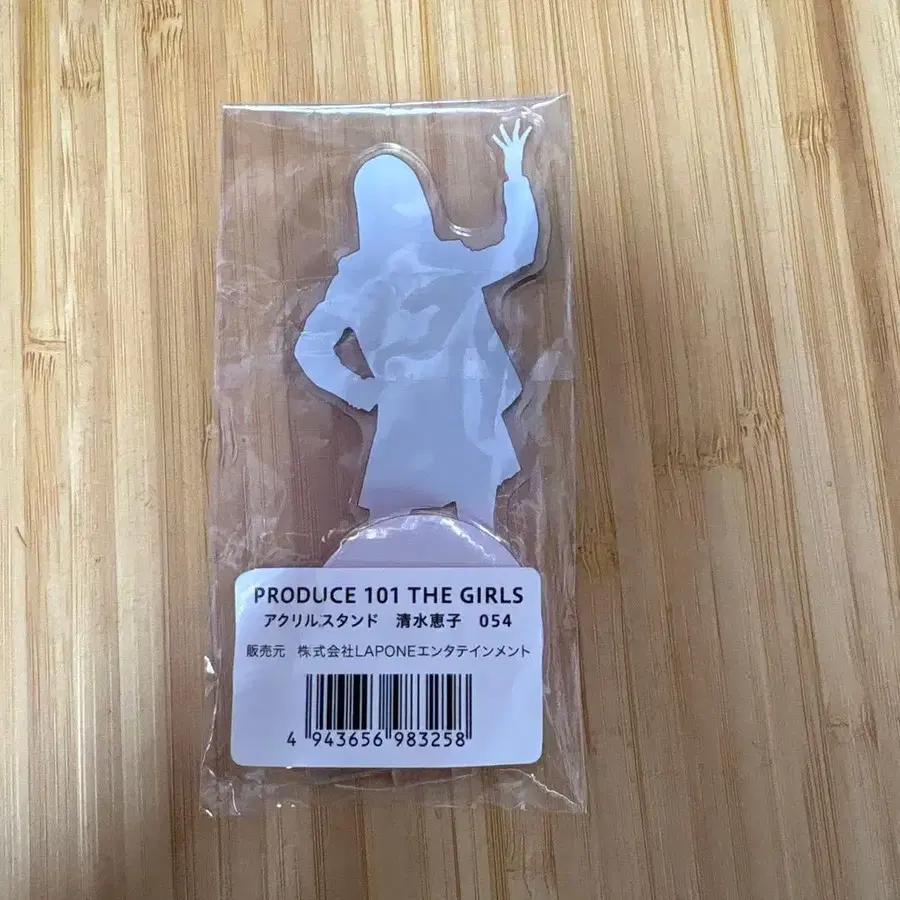 PRODUCE 101 THE GIRLS
アクリルスタンド 清水恵子 054
販売元 株式会社LAPONEエンタテインメント
4 943656 983258